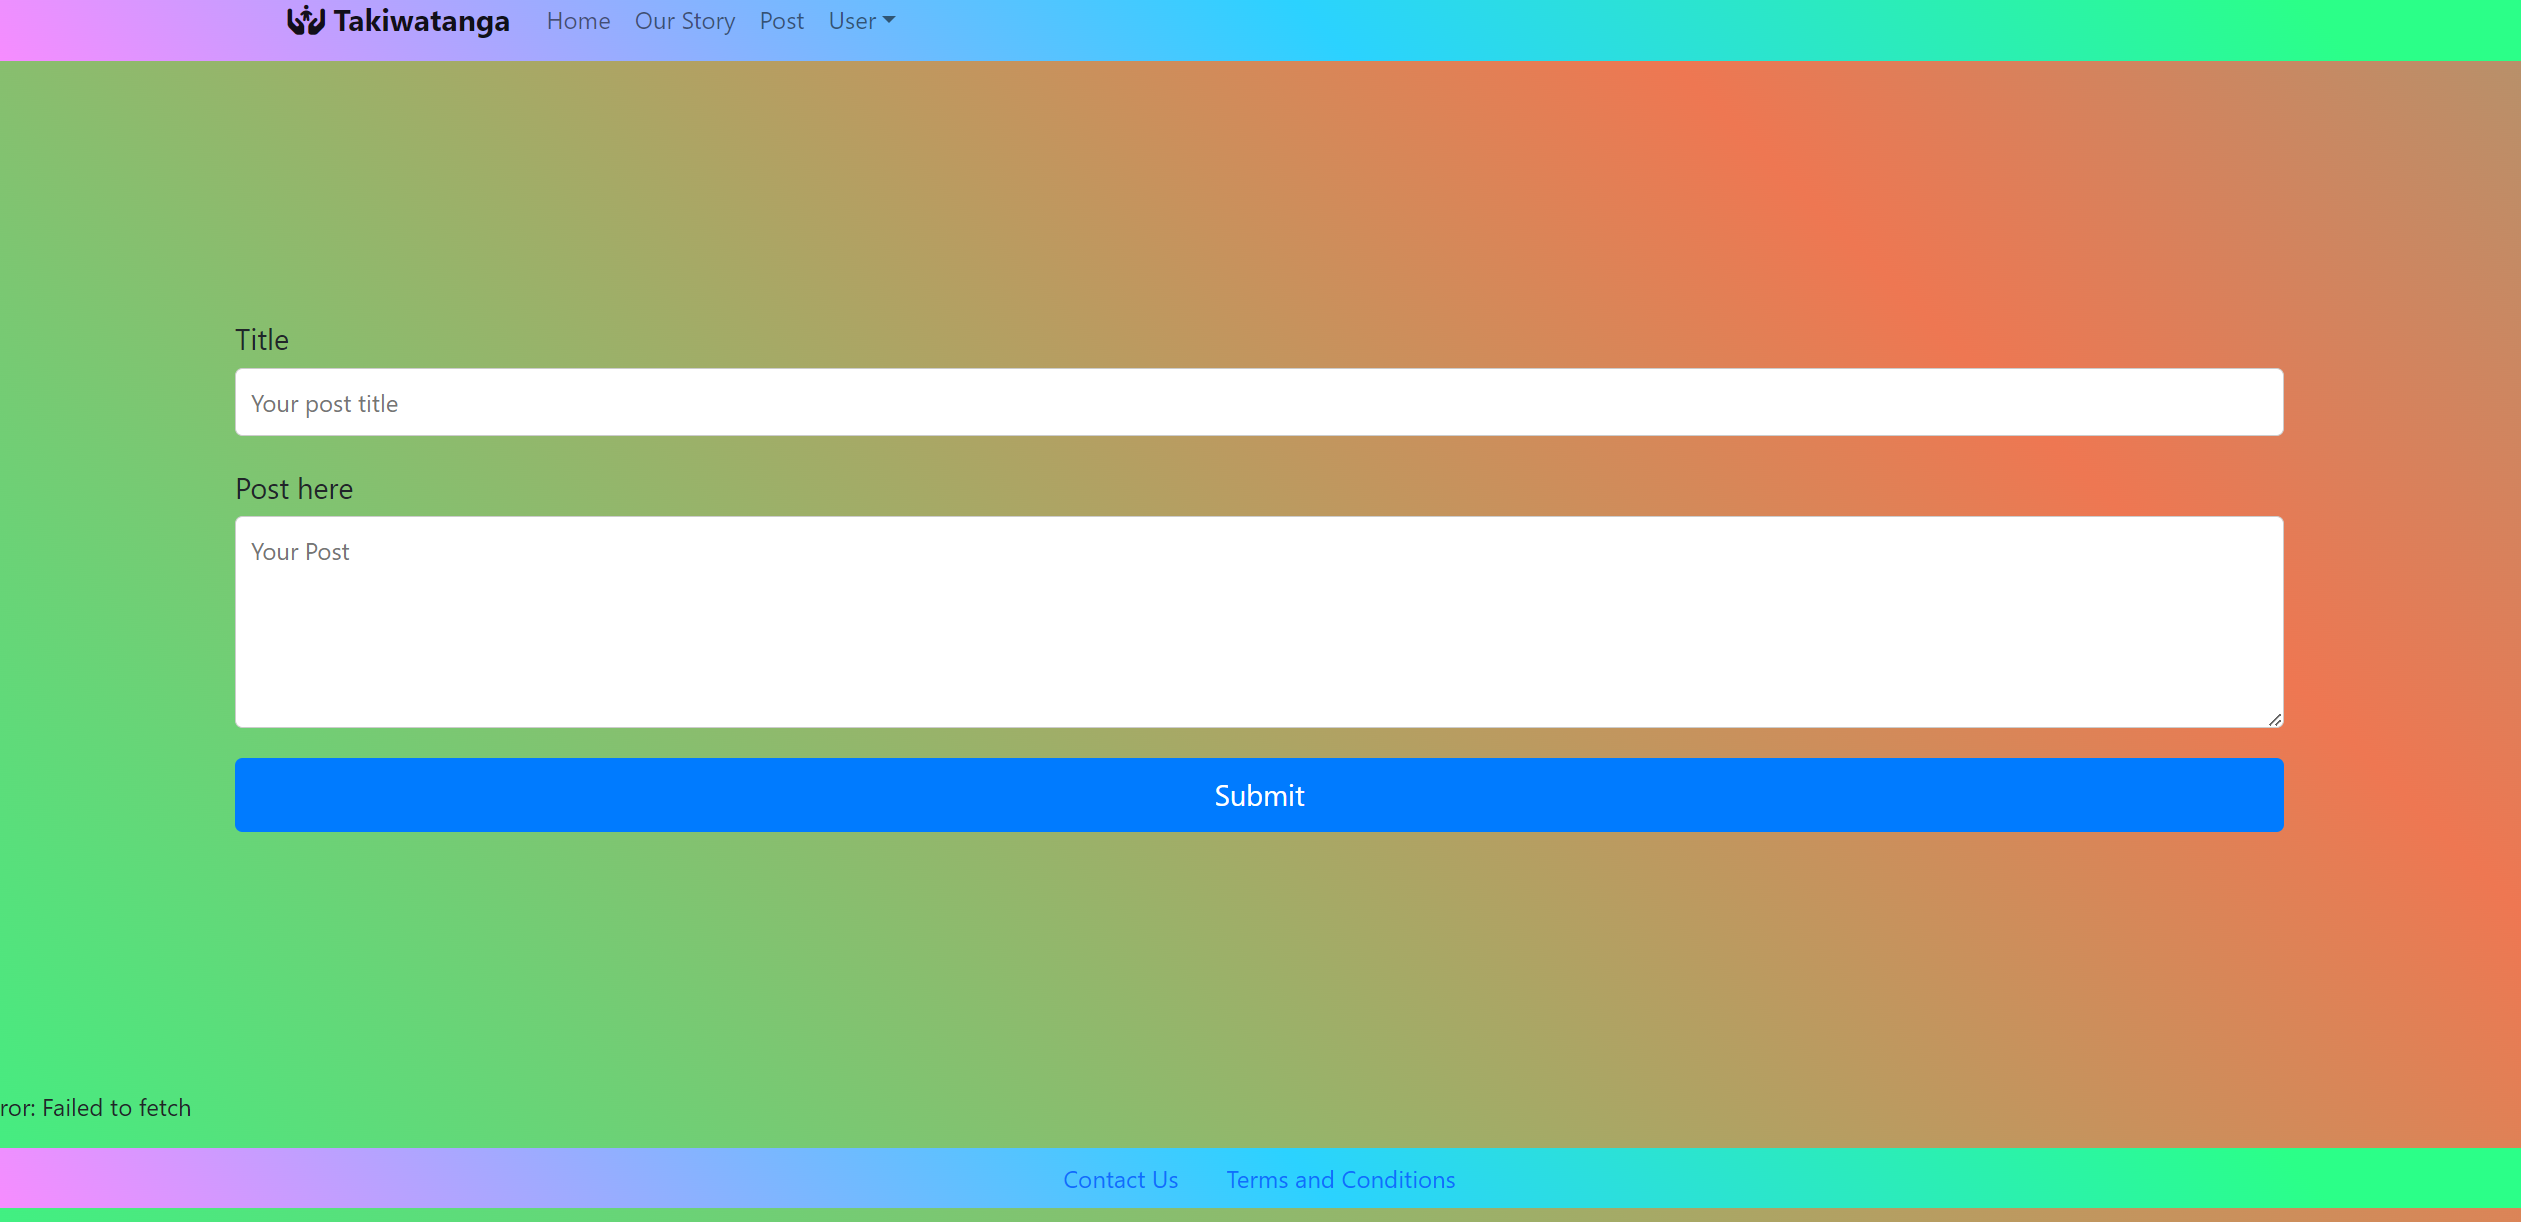 Takiwatanga Home Our Story Post User
Title
Your post title
Post here
Your Post
Submit
ror: Failed to fetch
Contact Us Terms and Conditions